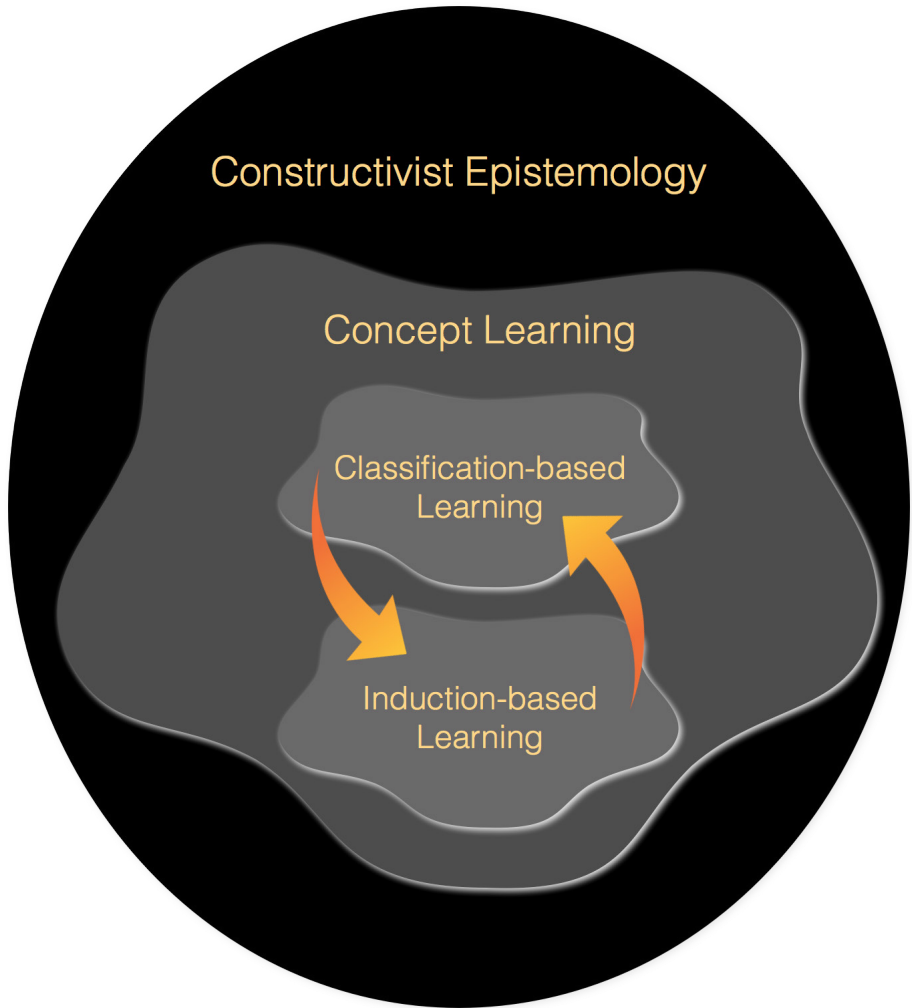 Constructivist Epistemology
Concept Learning
Classification-based
Learning
Induction-based
Learning